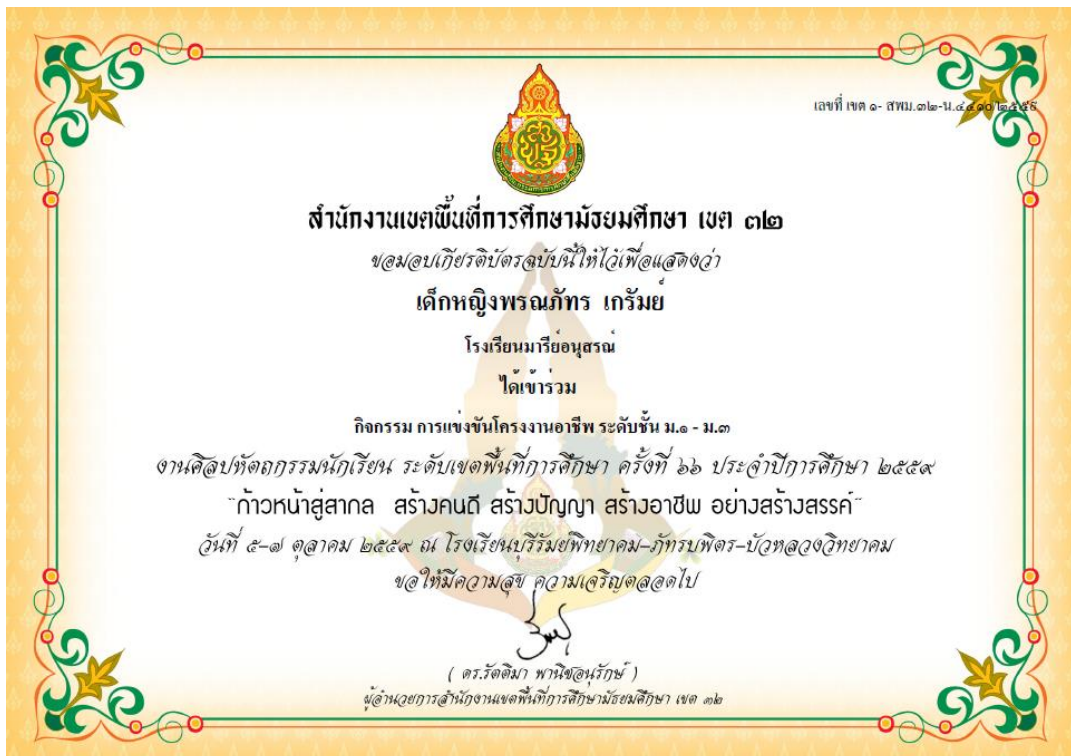 เลขที่ เขต ๑- สพม.๓๒-น.๔๔๑๐/๒๕๕๙
สำนักงานเขตพื้นที่การศึกษามัธยมศึกษา เขต ๓๒
ขอมอบเกียรติบัตรฉบับนี้ให้ไว้เพื่อแสดงว่า
เด็กหญิงพรณภัทร เกรัมย์
โรงเรียนมารีย์อนุสรณ์
ได้เข้าร่วม
กิจกรรม การแข่งขันโครงงานอาชีพ ระดับชั้น ม.๑ - ม.๓
งานศิลปหัตถกรรมนักเรียน ระดับเขตพื้นที่การศึกษา ครั้งที่ ๖๖ ประจำปีการศึกษา ๒๕๕๙
"ก้าวหน้าสู่สากล สร้างคนดี สร้างปัญญา สร้างอาชีพ อย่างสร้างสรรค์"
วันที่ ๕-๗ ตุลาคม ๒๕๕๙ ณ โรงเรียนบุรีรัมย์พิทยาคม-ภัทรบพิตร-บัวหลวงวิทยาคม
ขอให้มีความสุข ความเจริญตลอดไป
( ดร.รัตติมา พานิชอนุรักษ์ )
ผู้อำนวยการสำนักงานเขตพื้นที่การศึกษามัธยมศึกษา เขต ๓๒